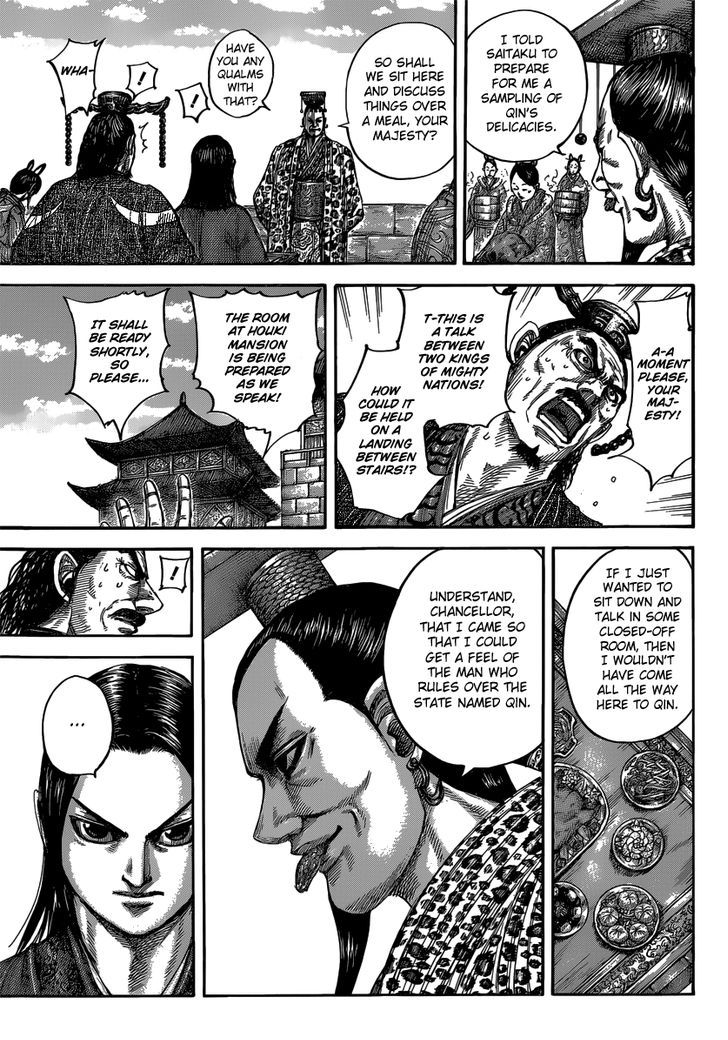 I TOLD
SAITAKU TO
PREPARE
FOR ME A
SAMPLING OF
QIN'S
DELICACIES.
SO SHALL
WE SIT HERE
AND DISCUSS
THINGS OVER
A MEAL, YOUR
MAJESTY?
HAVE
YOU ANY
QUALMS
WITH
THAT?
!
!
WHA-
A-A
MOMENT
PLEASE,
YOUR
MAJ-
ESTY!
T-THIS IS
A TALK
BETWEEN
TWO KINGS
OF MIGHTY
NATIONS!
HOW
COULD IT
BE HELD
ON A
LANDING
BETWEEN
STAIRS!?
THE ROOM
AT HOUKI
MANSION
IS BEING
PREPARED
AS WE
SPEAK!
IT SHALL
BE READY
SHORTLY,
SO
PLEASE...
IF I JUST
WANTED TO
SIT DOWN AND
TALK IN SOME
CLOSED-OFF
ROOM, THEN
I WOULDN'T
HAVE COME
ALL THE WAY
HERE TO QIN.
UNDERSTAND,
CHANCELLOR,
THAT I CAME SO
THAT I COULD
GET A FEEL OF
THE MAN WHO
RULES OVER THE
STATE NAMED QIN.
!
...